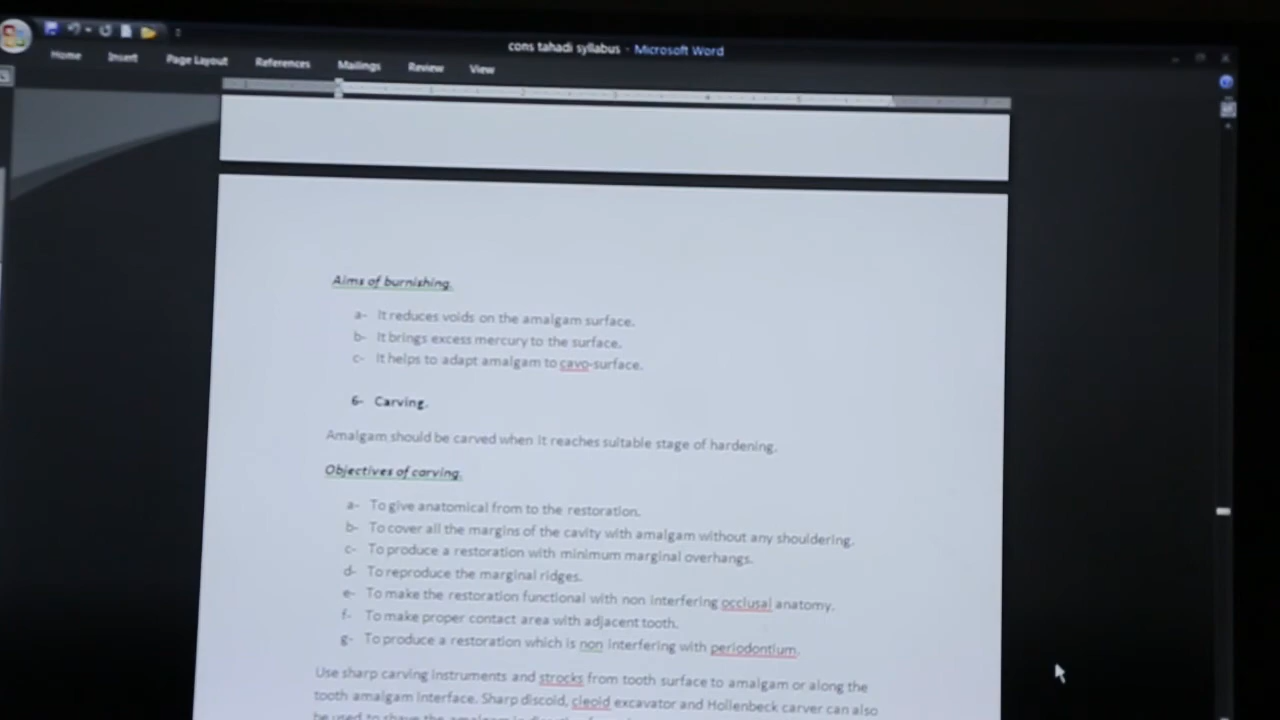 cons tahadi syllabus - Microsoft Word
Home Insert Page Layout References Mailings Review View
Aims of burnishing.
a- It reduces voids on the amalgam surface.
b- It brings excess mercury to the surface.
c- It helps to adapt amalgam to cavo-surface.
6- Carving.
Amalgam should be carved when it reaches suitable stage of hardening.
Objectives of carving.
a- To give anatomical from to the restoration.
b- To cover all the margins of the cavity with amalgam without any shouldering.
c- To produce a restoration with minimum marginal overhangs.
d- To reproduce the marginal ridges.
e- To make the restoration functional with non interfering occlusal anatomy.
f- To make proper contact area with adjacent tooth.
g- To produce a restoration which is non interfering with periodontium.
Use sharp carving instruments and strocks from tooth surface to amalgam or along the
tooth amalgam interface. Sharp discoid, cleoid excavator and Hollenbeck carver can also
be used to shave the amalgam